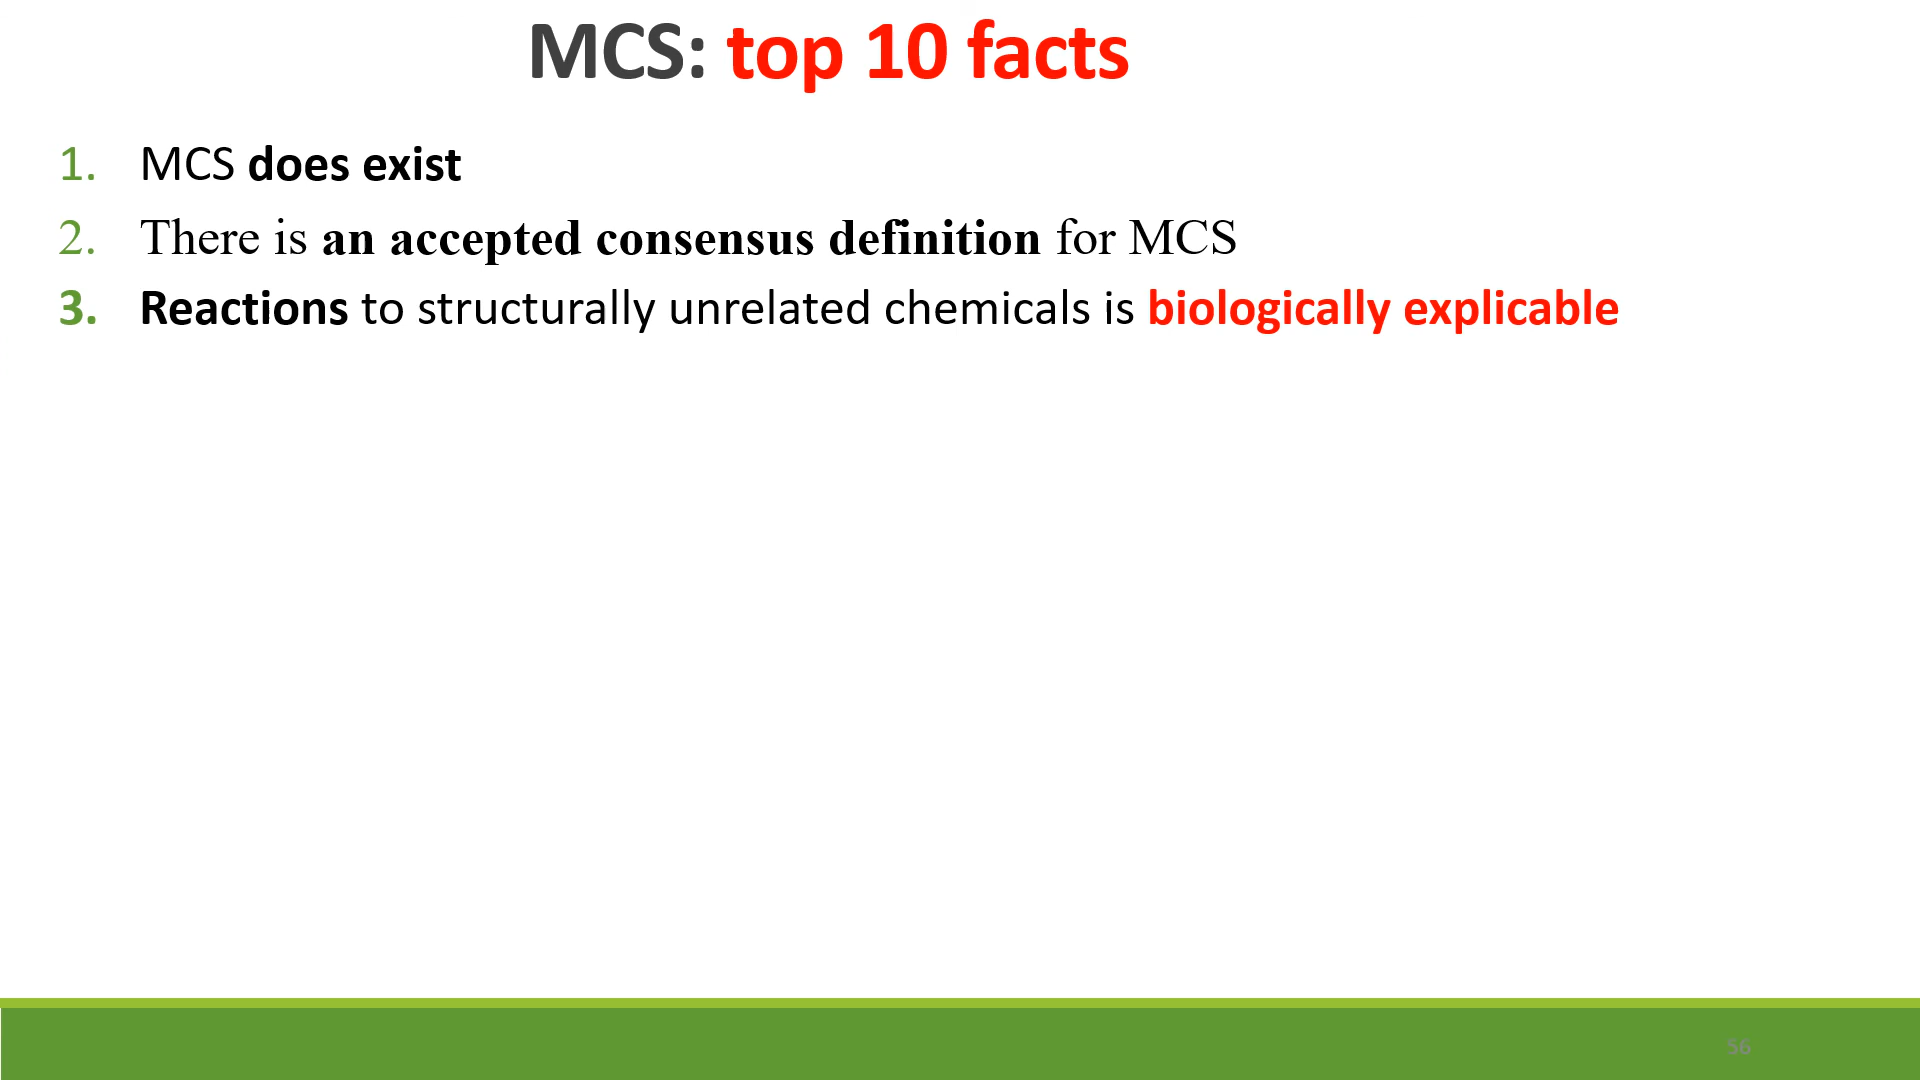 MCS: top 10 facts
1. MCS does exist
2. There is an accepted consensus definition for MCS
3. Reactions to structurally unrelated chemicals is biologically explicable
56